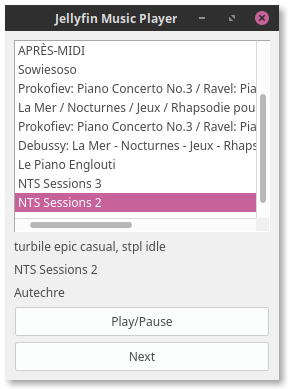 Jellyfin Music Player
APRÈS-MIDI
Sowiesoso
Prokofiev: Piano Concerto No.3 / Ravel: Pia
La Mer / Nocturnes / Jeux / Rhapsodie pou
Prokofiev: Piano Concerto No.3 / Ravel: Pia
Debussy: La Mer - Nocturnes - Jeux - Rhaps
Le Piano Englouti
NTS Sessions 3
NTS Sessions 2
turbile epic casual, stpl idle
NTS Sessions 2
Autechre
Play/Pause
Next